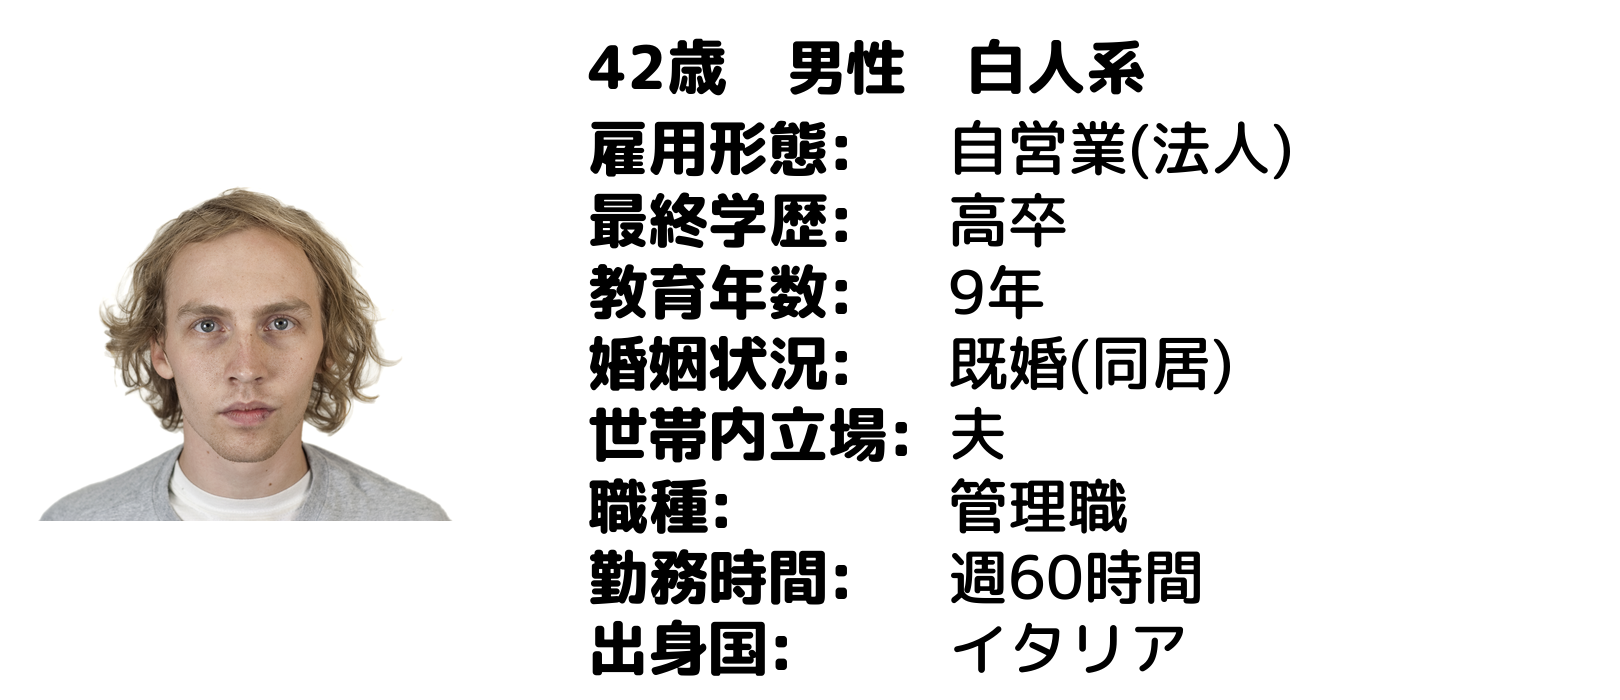 42歳　男性　白人系
雇用形態:　自営業(法人)
最終学歴:　高卒
教育年数:　9年
婚姻状況:　既婚(同居)
世帯内立場:　夫
職種:　管理職
勤務時間:　週60時間
出身国:　イタリア